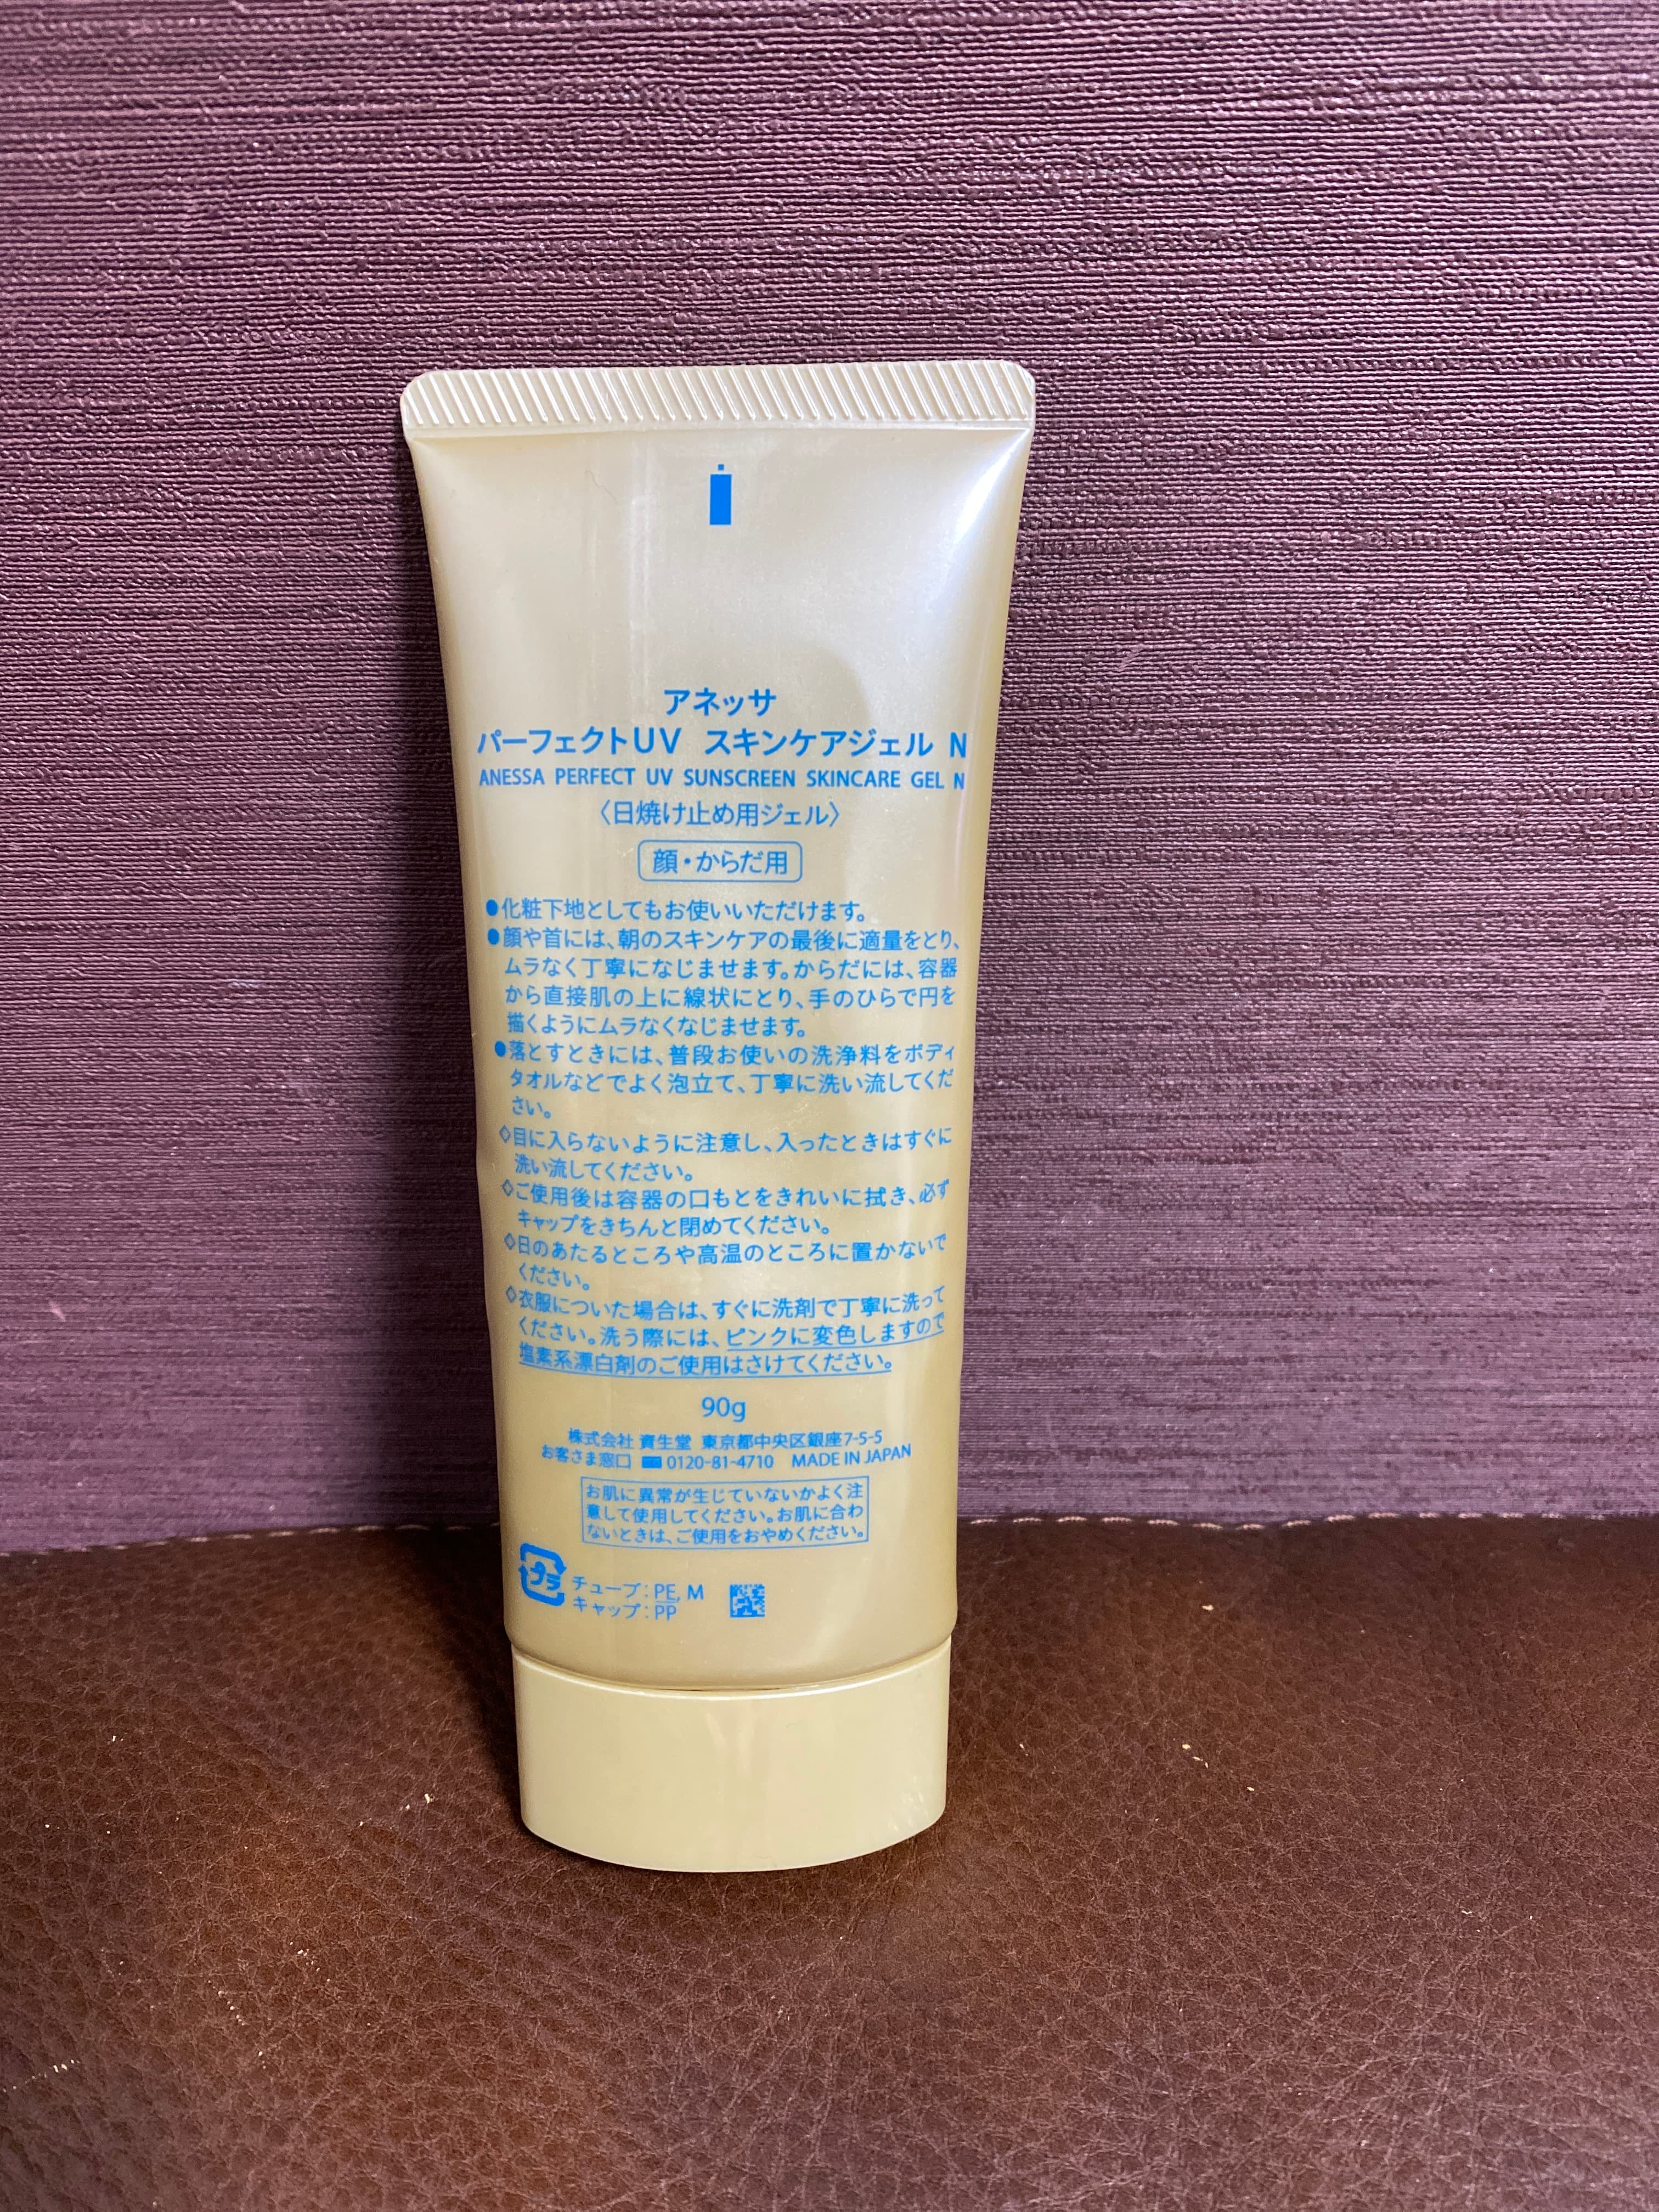 アネッサ
パーフェクトUV スキンケアジェル N
ANESSA PERFECT UV SUNSCREEN SKINCARE GEL N
〈日焼け止め用ジェル〉
顔・からだ用
●化粧下地としてもお使いいただけます。
●顔や首には、朝のスキンケアの最後に適量をとり、
ムラなく丁寧になじませます。からだには、容器
から直接肌の上に線状にとり、手のひらで円を
描くようにムラなくなじませます。
●落とすときには、普段お使いの洗浄料をボディ
タオルなどでよく泡立て、丁寧に洗い流してくだ
さい。
◇目に入らないように注意し、入ったときはすぐに
洗い流してください。
◇ご使用後は容器の口もとをきれいに拭き、必ず
キャップをきちんと閉めてください。
◇日のあたるところや高温のところに置かないで
ください。
◇衣服についた場合は、すぐに洗剤で丁寧に洗って
ください。洗う際には、ピンクに変色しますので
塩素系漂白剤のご使用はさけてください。
90g
株式会社 資生堂 東京都中央区銀座7-5-5
お客さま窓口 0120-81-4710 MADE IN JAPAN
お肌に異常が生じていないかよく注
意して使用してください。お肌に合わ
ないときは、ご使用をおやめください。
プラ チューブ:PE, M
キャップ:PP